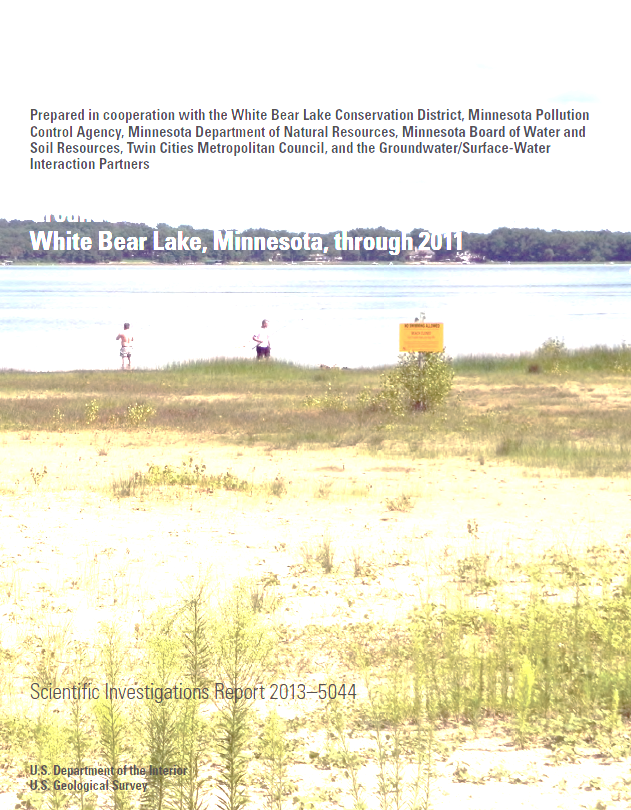 Prepared in cooperation with the White Bear Lake Conservation District, Minnesota Pollution
Control Agency, Minnesota Department of Natural Resources, Minnesota Board of Water and
Soil Resources, Twin Cities Metropolitan Council, and the Groundwater/Surface-Water
Interaction Partners
White Bear Lake, Minnesota, through 2011
Scientific Investigations Report 2013–5044
U.S. Department of the Interior
U.S. Geological Survey